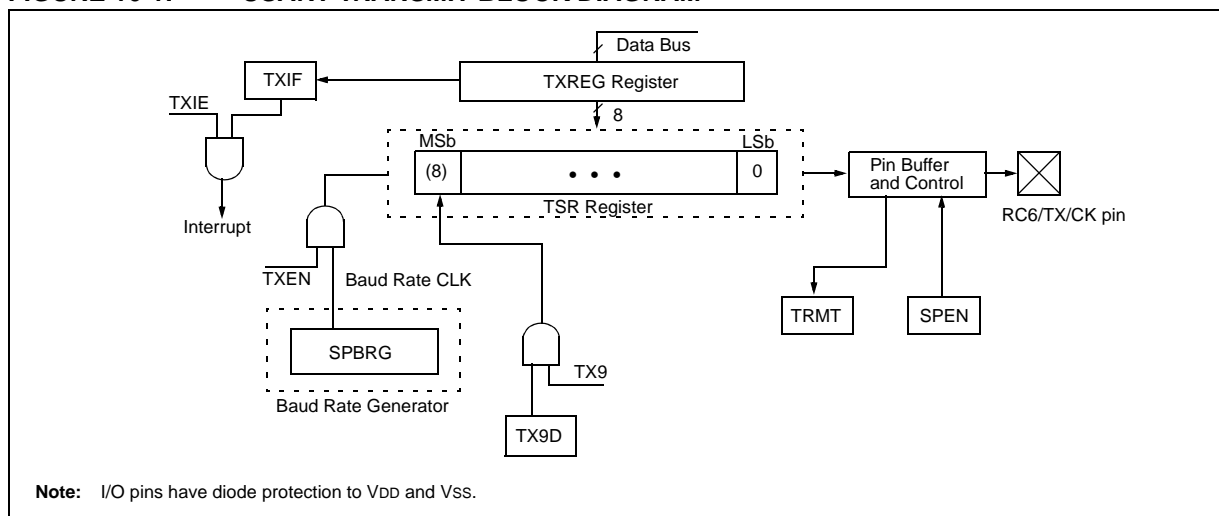 FIGURE 16-1: USART TRANSMIT BLOCK DIAGRAM
Data Bus
TXIF
TXREG Register
TXIE
8
MSb
LSb
(8)
• • •
0
Pin Buffer
and Control
TSR Register
Interrupt
RC6/TX/CK pin
TXEN
Baud Rate CLK
TRMT
SPEN
SPBRG
TX9
Baud Rate Generator
TX9D
Note: I/O pins have diode protection to VDD and VSS.